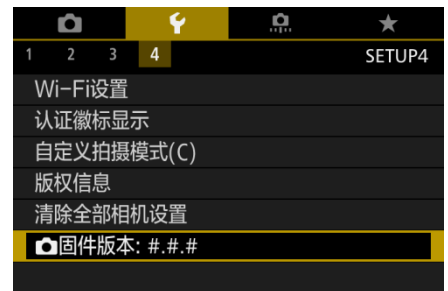 1 2 3 4 SETUP4
Wi-Fi设置
认证徽标显示
自定义拍摄模式(C)
版权信息
清除全部相机设置
固件版本: #.#.#